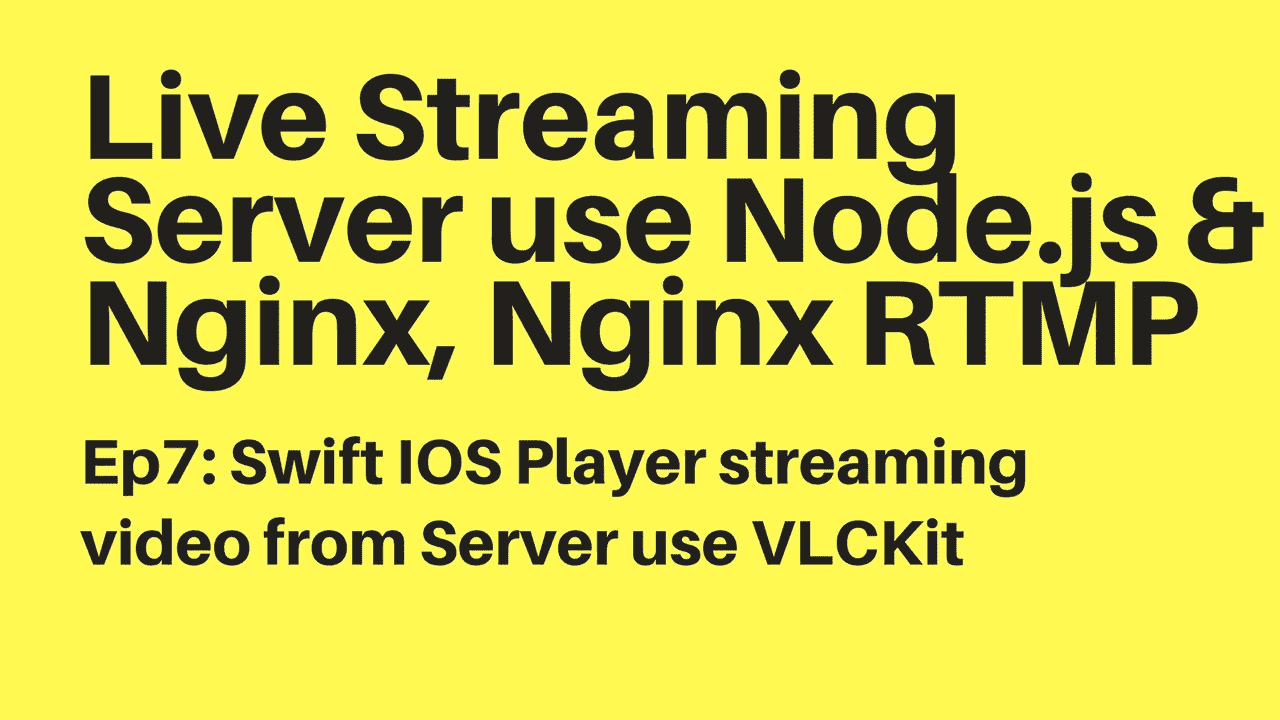 Live Streaming
Server use Node.js &
Nginx, Nginx RTMP
Ep7: Swift IOS Player streaming
video from Server use VLCKit